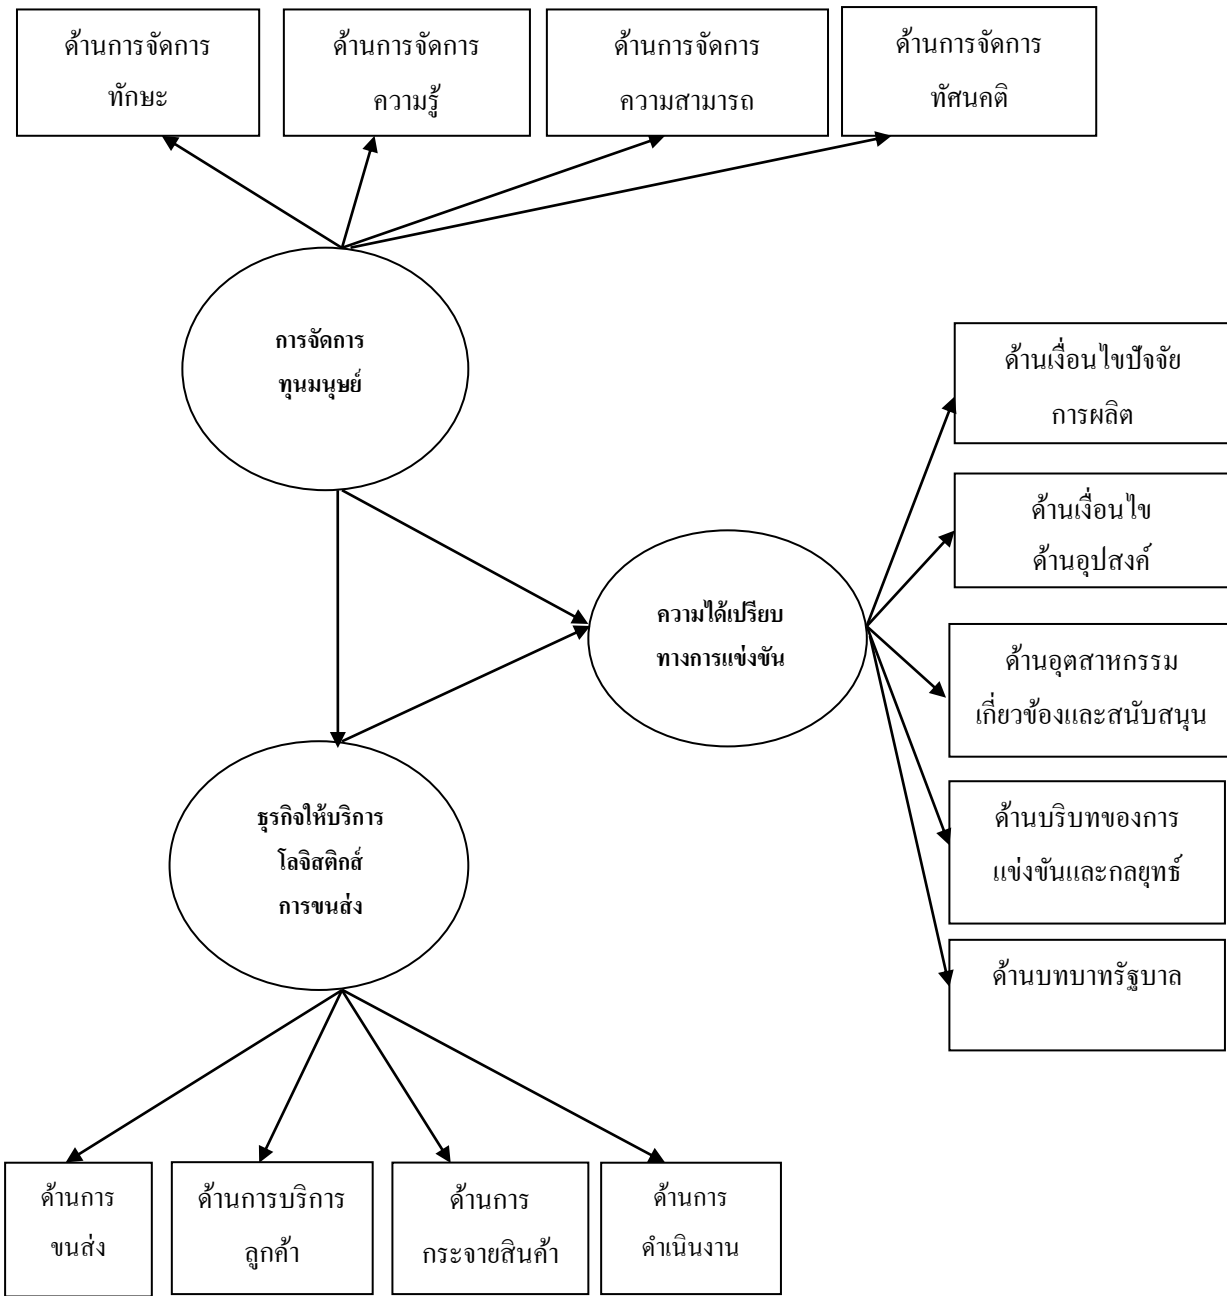 ด้านการจัดการ
ทักษะ
ด้านการจัดการ
ความรู้
ด้านการจัดการ
ความสามารถ
ด้านการจัดการ
ทัศนคติ
การจัดการ
ทุนมนุษย์
ด้านเงื่อนไขปัจจัย
การผลิต
ด้านเงื่อนไข
ด้านอุปสงค์
ความได้เปรียบ
ทางการแข่งขัน
ด้านอุตสาหกรรม
เกี่ยวข้องและสนับสนุน
ด้านบริบทของการ
แข่งขันและกลยุทธ์
ด้านบทบาทรัฐบาล
ธุรกิจให้บริการ
โลจิสติกส์
การขนส่ง
ด้านการ
ขนส่ง
ด้านการบริการ
ลูกค้า
ด้านการ
กระจายสินค้า
ด้านการ
ดำเนินงาน